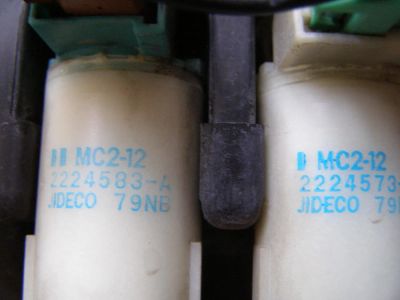 MC2-12
2224583-A
JIDECO 79NB
MC2-12
2224573-
JIDECO 79